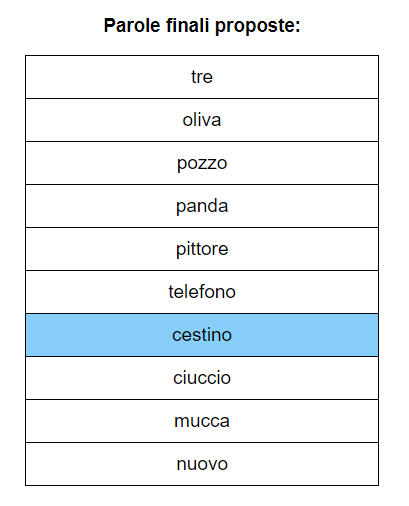 Parole finali proposte:
tre
oliva
pozzo
panda
pittore
telefono
cestino
ciuccio
mucca
nuovo